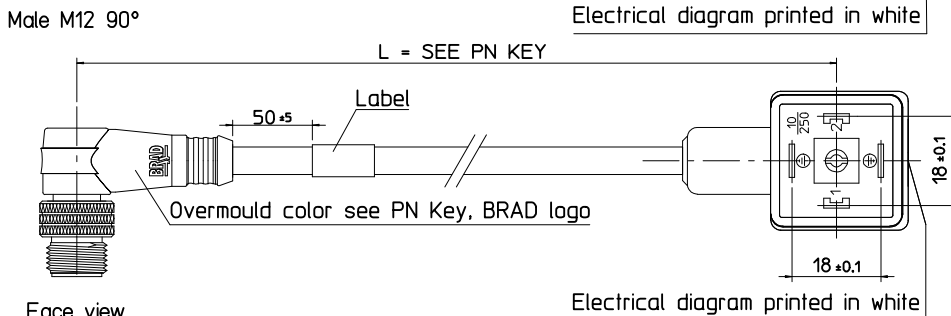 Male M12 90°
Electrical diagram printed in white
L = SEE PN KEY
50 ±5
Label
BRAD
10
250
2
1
18 ±0.1
Overmould color see PN Key, BRAD logo
18 ±0.1
Face view
Electrical diagram printed in white